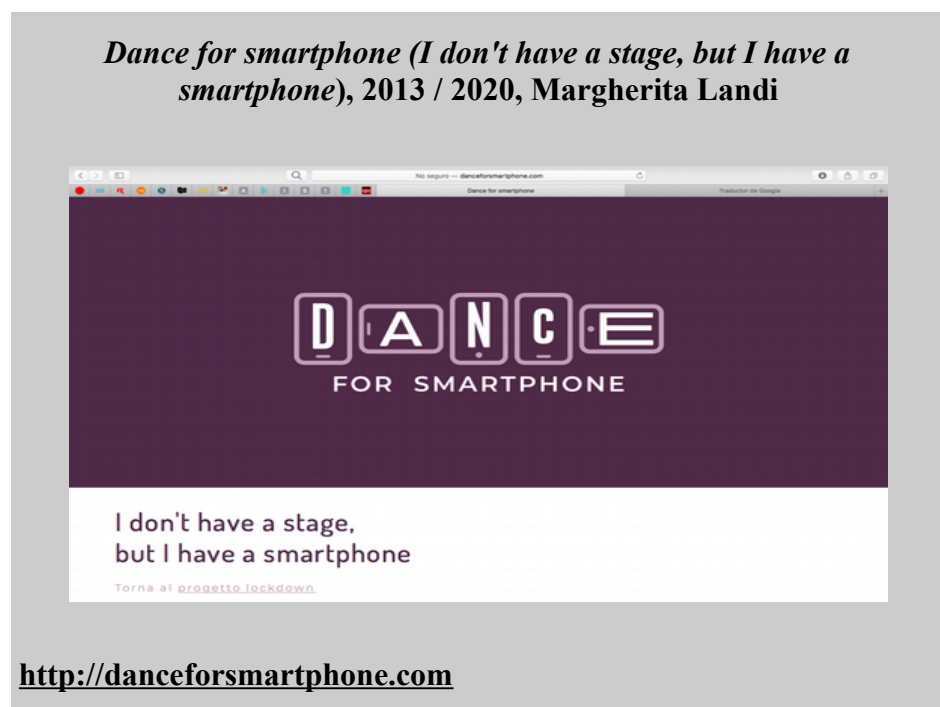 Dance for smartphone (I don't have a stage, but I have a
smartphone), 2013 / 2020, Margherita Landi
No seguro — danceforsmartphone.com
Dance for smartphone
Traductor de Google
DANCE
FOR SMARTPHONE
I don't have a stage,
but I have a smartphone
Torna al progetto lockdown
http://danceforsmartphone.com